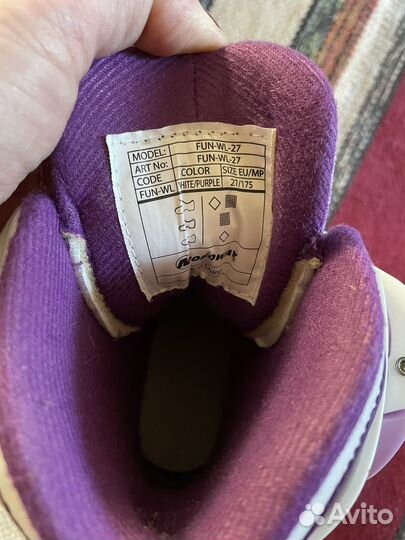 MODEL: FUN-WL-27
ART No: FUN-WL-27
CODE COLOR SIZE EU/MP
FUN-WL WHITE/PURPLE 27/175
Nordway
Avito